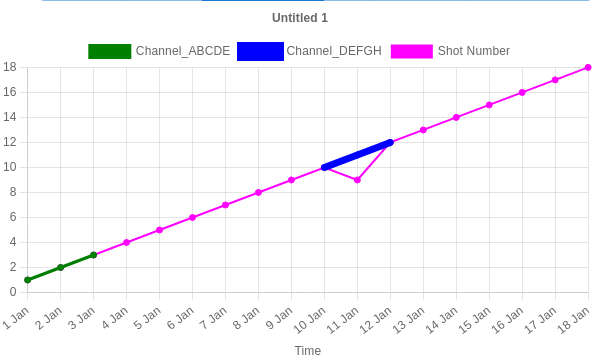 Untitled 1
Channel_ABCDE Channel_DEFGH Shot Number
18
16
14
12
10
8
6
4
2
0
1 Jan 2 Jan 3 Jan 4 Jan 5 Jan 6 Jan 7 Jan 8 Jan 9 Jan 10 Jan 11 Jan 12 Jan 13 Jan 14 Jan 15 Jan 16 Jan 17 Jan 18 Jan
Time